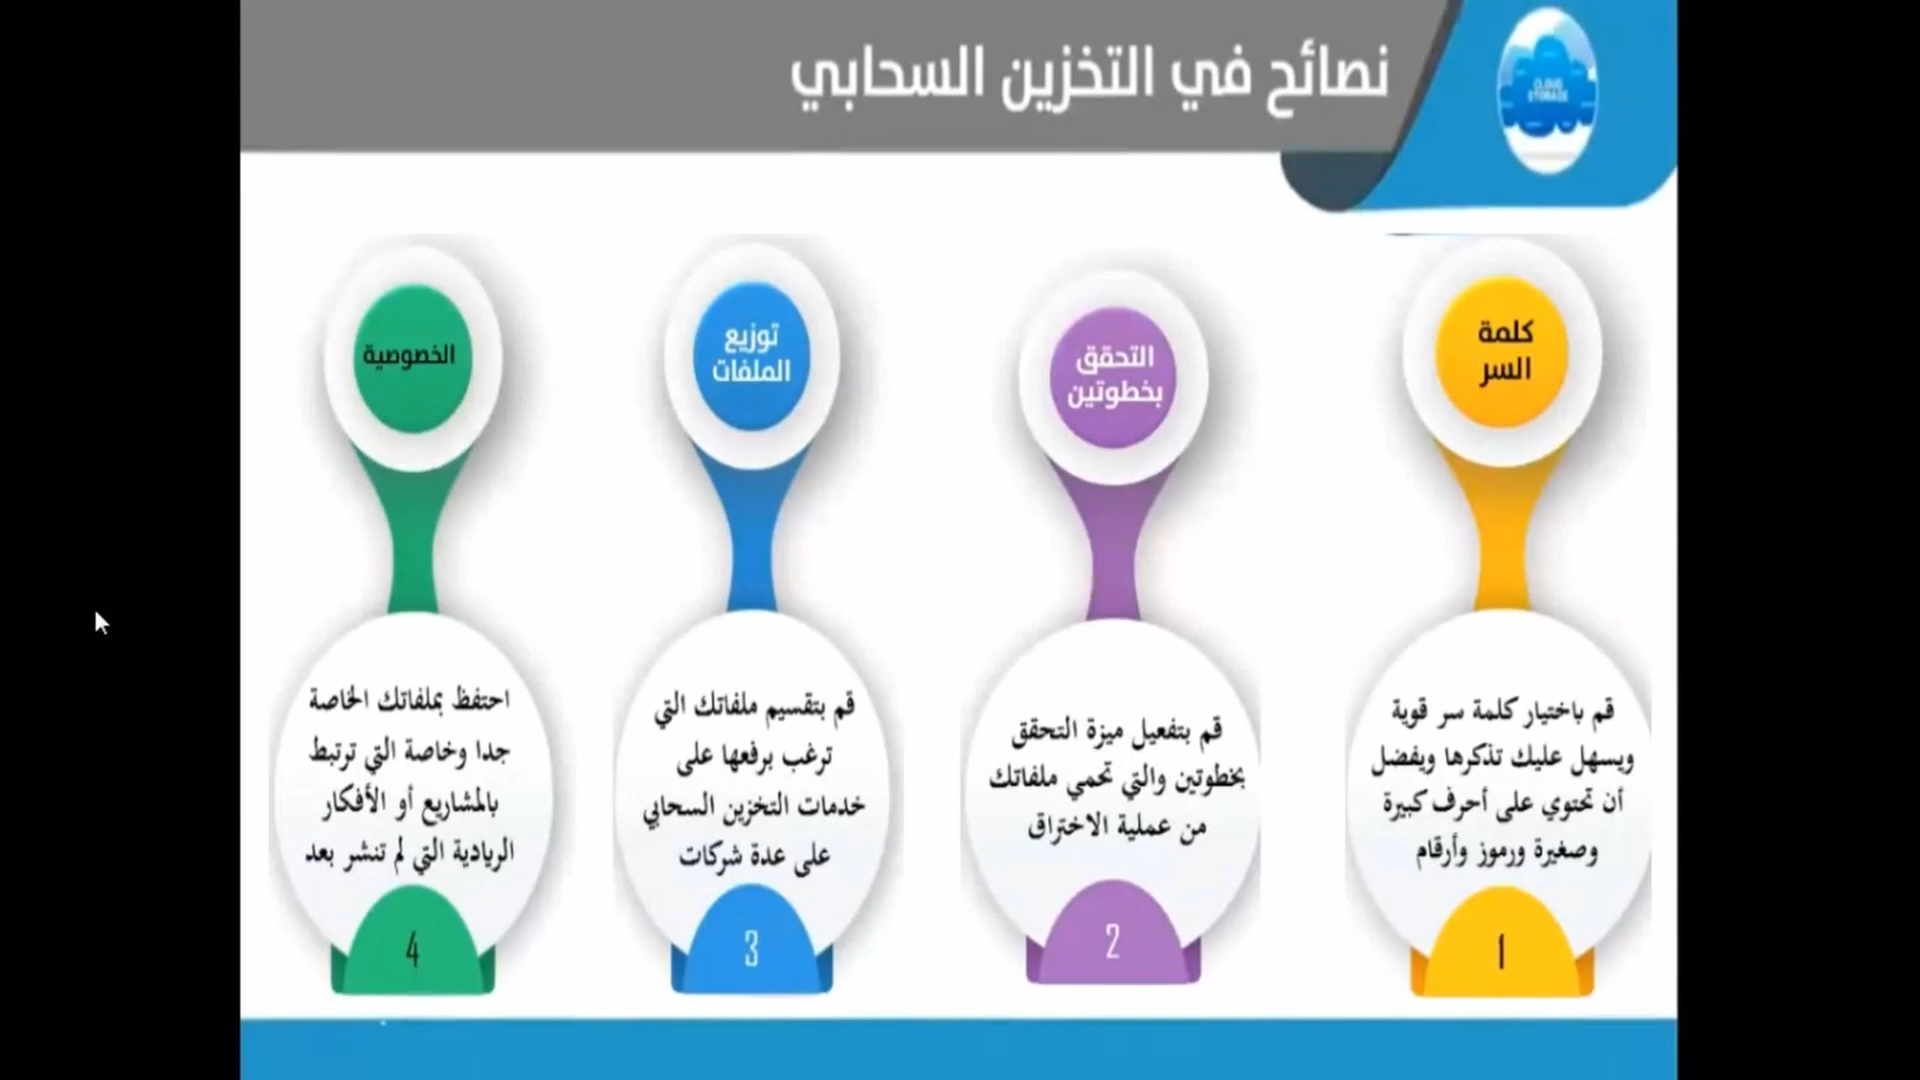 نصائح في التخزين السحابي
CLOUD
STORAGE
كلمة
السر
قم باختيار كلمة سر قوية
ويسهل عليك تذكرها ويفضل
أن تحتوي على أحرف كبيرة
وصغيرة ورموز وأرقام
1
التحقق
بخطوتين
قم بتفعيل ميزة التحقق
بخطوتين والتي تحمي ملفاتك
من عملية الاختراق
2
توزيع
الملفات
قم بتقسيم ملفاتك التي
ترغب برفعها على
خدمات التخزين السحابي
على عدة شركات
3
الخصوصية
احتفظ بملفاتك الخاصة
جدا وخاصة التي ترتبط
بالمشاريع أو الأفكار
الريادية التي لم تنشر بعد
4